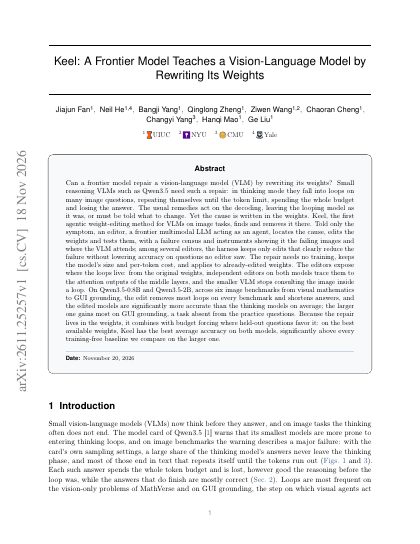 Keel: A Frontier Model Teaches a Vision-Language Model by
Rewriting Its Weights
Jiajun Fan¹, Neil He¹,⁴, Bangji Yang¹, Qinglong Zheng¹, Ziwen Wang¹,², Chaoran Cheng¹,
Changyi Yang³, Hanqi Mao¹, Ge Liu¹
¹ UIUC ² NYU ³ CMU ⁴ Yale
Abstract
Can a frontier model repair a vision-language model (VLM) by rewriting its weights? Small
reasoning VLMs such as Qwen3.5 need such a repair: in thinking mode they fall into loops on
many image questions, repeating themselves until the token limit, spending the whole budget
and losing the answer. The usual remedies act on the decoding, leaving the looping model as
it was, or must be told what to change. Yet the cause is written in the weights. Keel, the first
agentic weight-editing method for VLMs on image tasks, finds and removes it there. Told only
the symptom, an editor, a frontier multimodal LLM acting as an agent, locates the cause, edits
the weights and tests them, with a failure census and instruments showing it the failing images and
where the VLM attends; among several editors, the harness keeps only edits that clearly reduce the
failure without lowering accuracy on questions no editor saw. The repair needs no training, keeps
the model's size and per-token cost, and applies to already-edited weights. The editors expose
where the loops live: from the original weights, independent editors on both models trace them to
the attention outputs of the middle layers, and the smaller VLM stops consulting the image inside
a loop. On Qwen3.5-0.8B and Qwen3.5-2B, across six image benchmarks from visual mathematics
to GUI grounding, the edit removes most loops on every benchmark and shortens answers, and
the edited models are significantly more accurate than the thinking models on average; the larger
one gains most on GUI grounding, a task absent from the practice questions. Because the repair
lives in the weights, it combines with budget forcing where held-out questions favor it: on the
best available weights, Keel has the best average accuracy on both models, significantly above every
training-free baseline we compare on the larger one.
Date: November 20, 2026
arXiv:2611.25257v1 [cs.CV] 18 Nov 2026
1 Introduction
Small vision-language models (VLMs) now think before they answer, and on image tasks the thinking
often does not end. The model card of Qwen3.5 [1] warns that its smallest models are more prone to
entering thinking loops, and on image benchmarks the warning describes a major failure: with the
card's own sampling settings, a large share of the thinking model's answers never leave the thinking
phase, and most of those end in text that repeats itself until the tokens run out (Figs. 1 and 3).
Each such answer spends the whole token budget and is lost, however good the reasoning before the
loop was, while the answers that do finish are mostly correct (Sec. 2). Loops are most frequent on
the vision-only problems of MathVerse and on GUI grounding, the step on which visual agents act
1